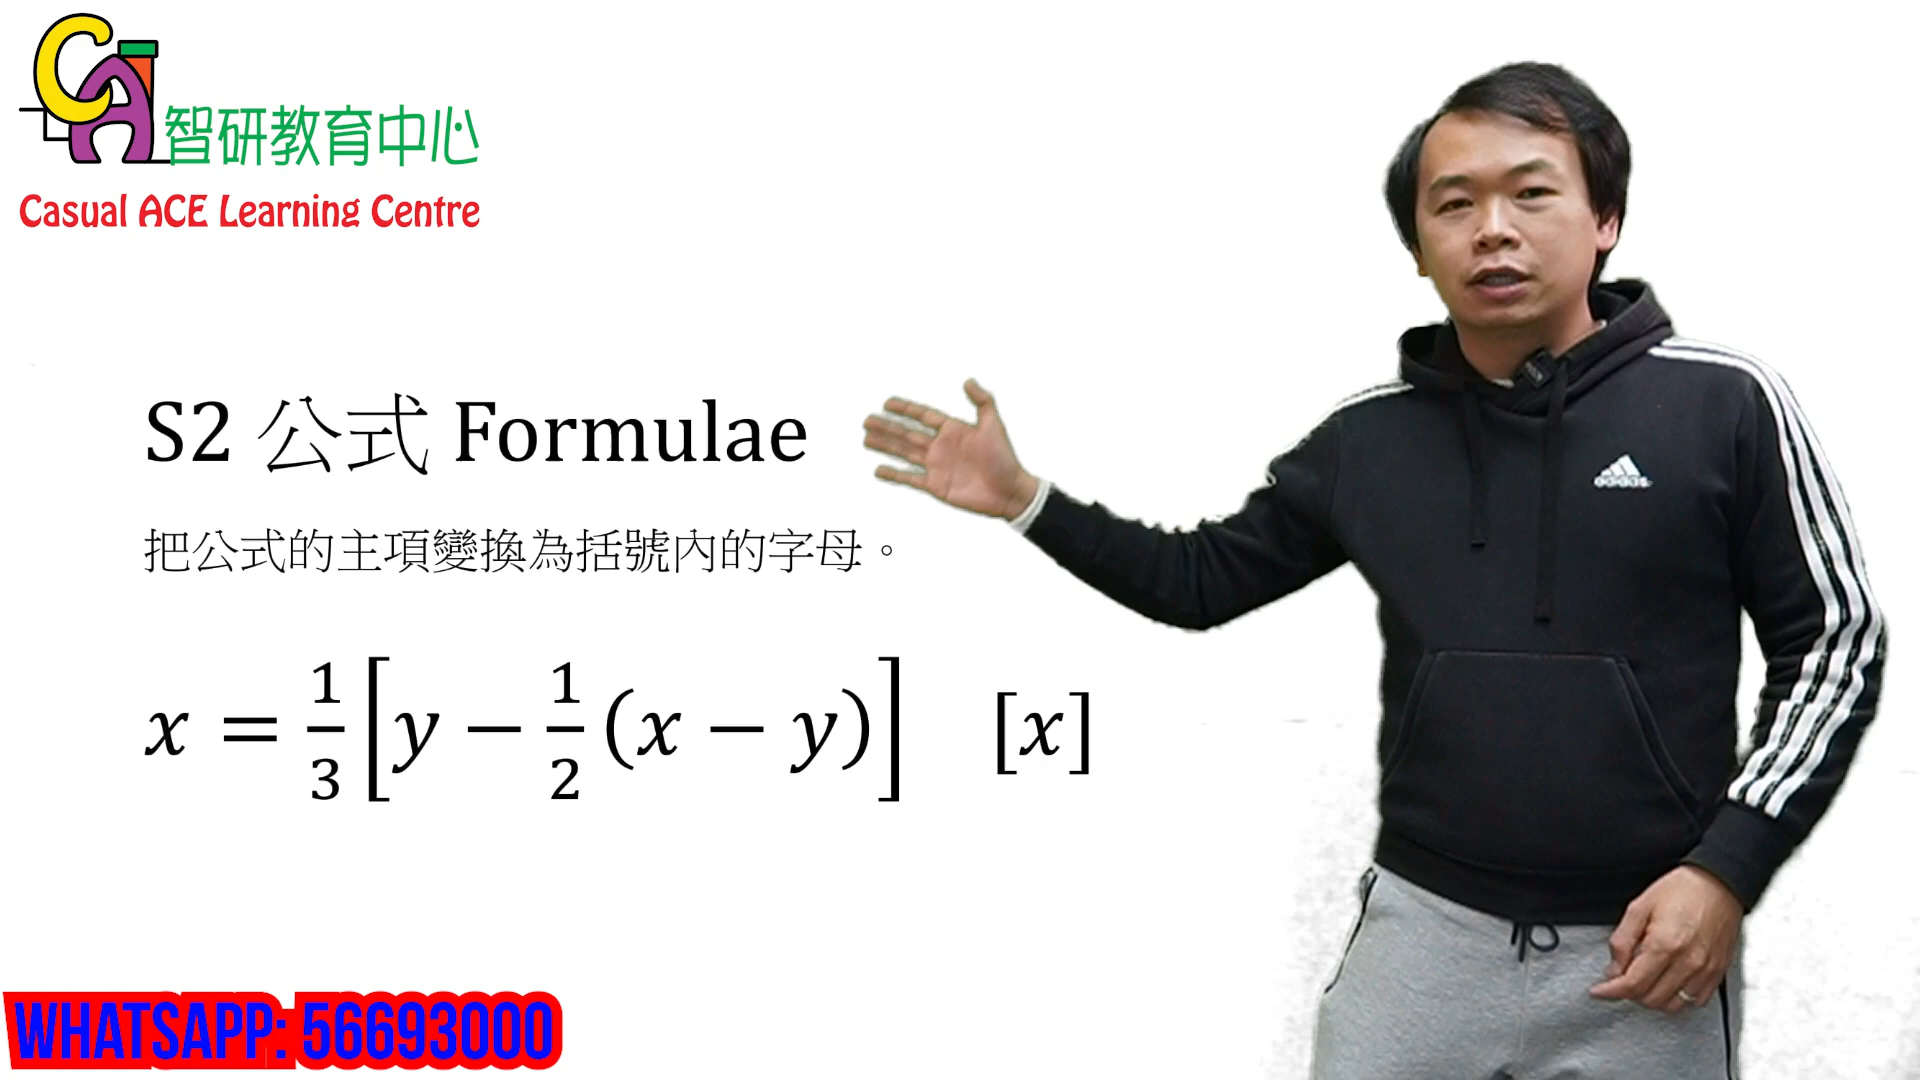 CA
智研教育中心
Casual ACE Learning Centre
S2 公式 Formulae
把公式的主項變換為括號內的字母。
x = 1/3 [y − 1/2 (x − y)] [x]
adidas
WHATSAPP: 56693000